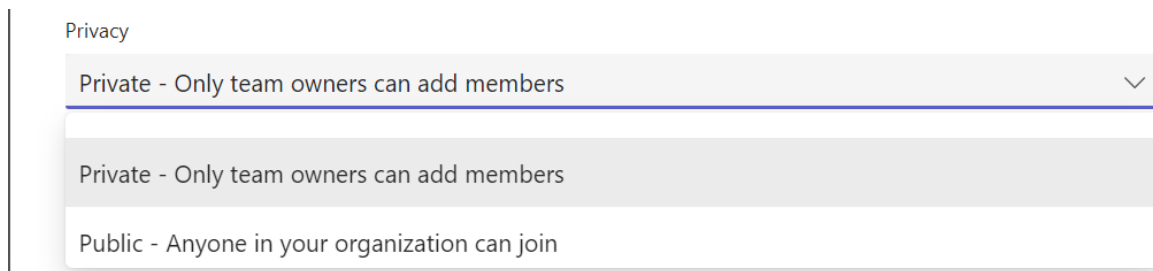 Privacy
Private - Only team owners can add members
Private - Only team owners can add members
Public - Anyone in your organization can join